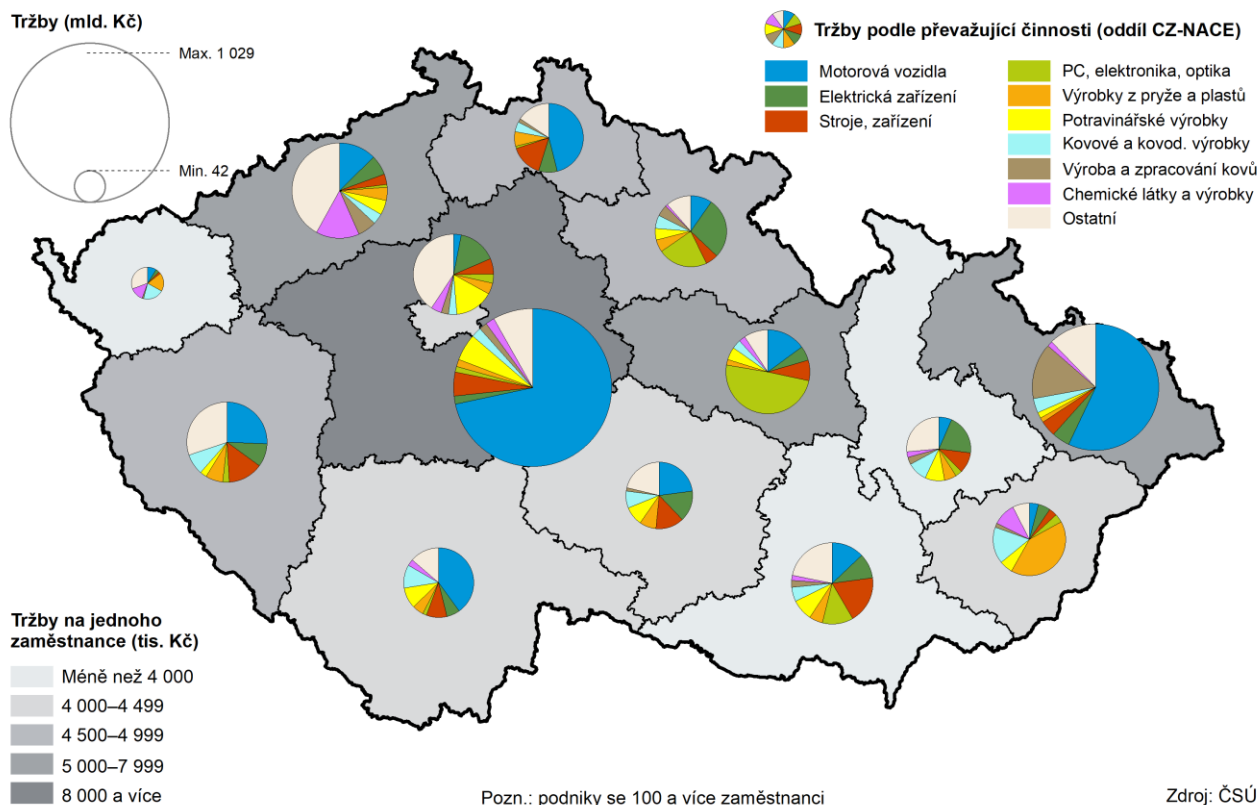 Tržby (mld. Kč)
Max. 1 029
Min. 42
Tržby podle převažující činnosti (oddíl CZ-NACE)
Motorová vozidla
Elektrická zařízení
Stroje, zařízení
PC, elektronika, optika
Výrobky z pryže a plastů
Potravinářské výrobky
Kovové a kovod. výrobky
Výroba a zpracování kovů
Chemické látky a výrobky
Ostatní
Tržby na jednoho
zaměstnance (tis. Kč)
Méně než 4 000
4 000–4 499
4 500–4 999
5 000–7 999
8 000 a více
Pozn.: podniky se 100 a více zaměstnanci
Zdroj: ČSÚ